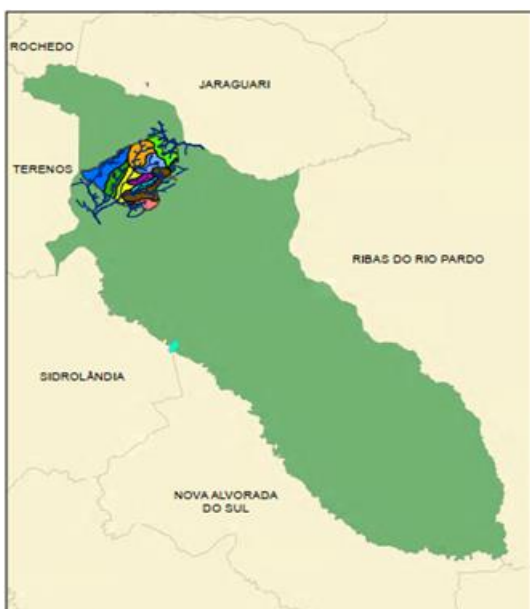 ROCHEDO
JARAGUARI
TERENOS
RIBAS DO RIO PARDO
SIDROLÂNDIA
NOVA ALVORADA
DO SUL